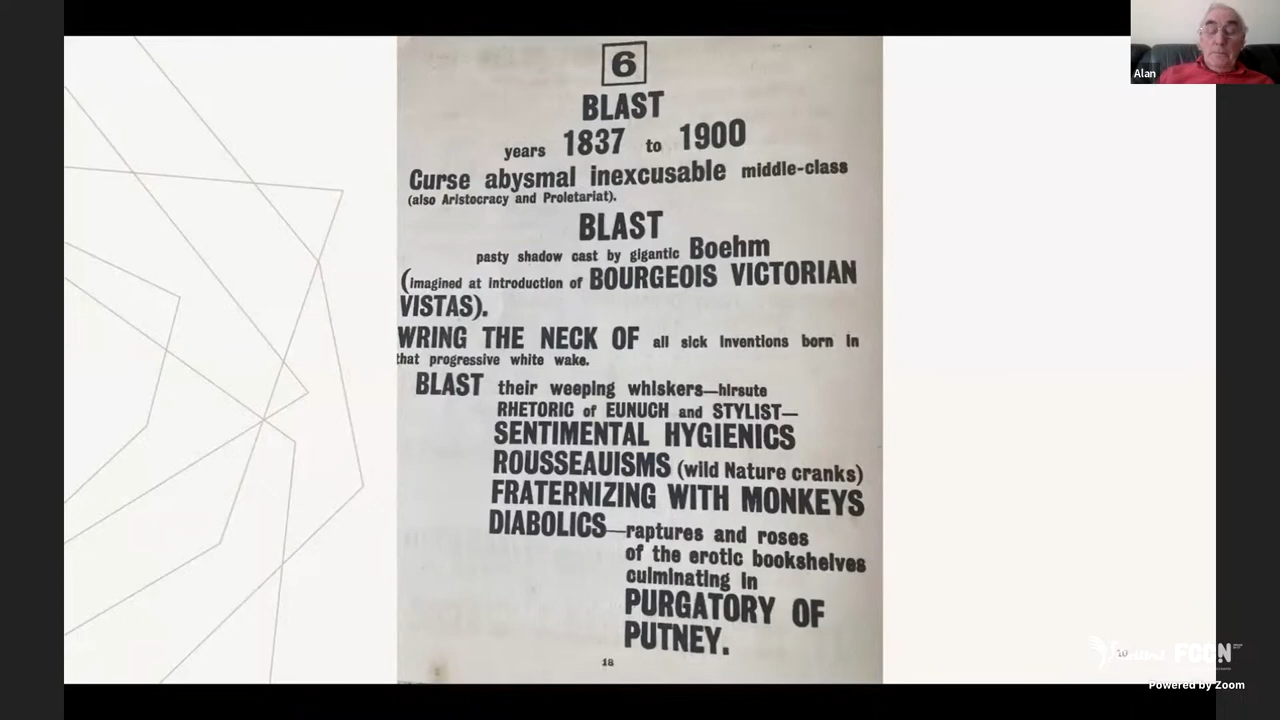 6
BLAST
years 1837 to 1900
Curse abysmal inexcusable middle-class
(also Aristocracy and Proletariat).
BLAST
pasty shadow cast by gigantic Boehm
(imagined at introduction of BOURGEOIS VICTORIAN
VISTAS).
WRING THE NECK OF all sick inventions born in
that progressive white wake.
BLAST their weeping whiskers—hirsute
RHETORIC of EUNUCH and STYLIST—
SENTIMENTAL HYGIENICS
ROUSSEAUISMS (wild Nature cranks)
FRATERNIZING WITH MONKEYS
DIABOLICS—raptures and roses
of the erotic bookshelves
culminating in
PURGATORY OF
PUTNEY.
18
Alan
10
FCCN
Powered by Zoom